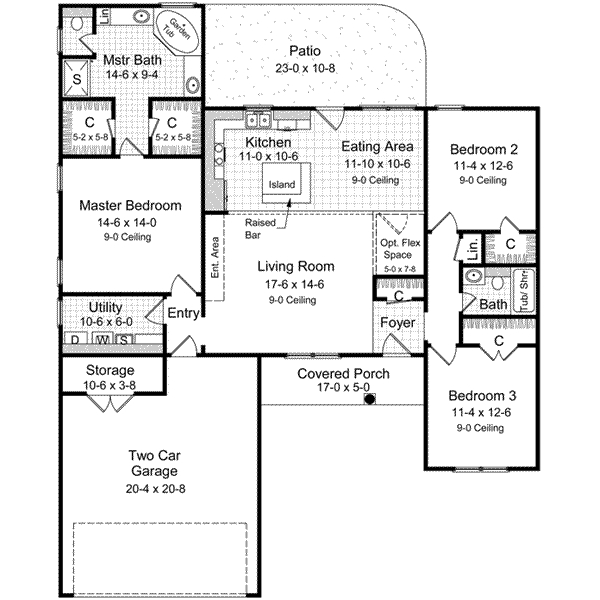 Lin
Garden
Tub
Mstr Bath
14-6 x 9-4
S
C
5-2 x 5-8
C
5-2 x 5-8
Patio
23-0 x 10-8
Kitchen
11-0 x 10-6
Island
Eating Area
11-10 x 10-6
9-0 Ceiling
Bedroom 2
11-4 x 12-6
9-0 Ceiling
Master Bedroom
14-6 x 14-0
9-0 Ceiling
Raised
Bar
Ent. Area
Living Room
17-6 x 14-6
9-0 Ceiling
Opt. Flex
Space
5-0 x 7-8
Lin.
C
Bath
Tub/ Shr
Utility
10-6 x 6-0
D
W
S
Entry
C
Foyer
C
Storage
10-6 x 3-8
Covered Porch
17-0 x 5-0
Bedroom 3
11-4 x 12-6
9-0 Ceiling
Two Car
Garage
20-4 x 20-8